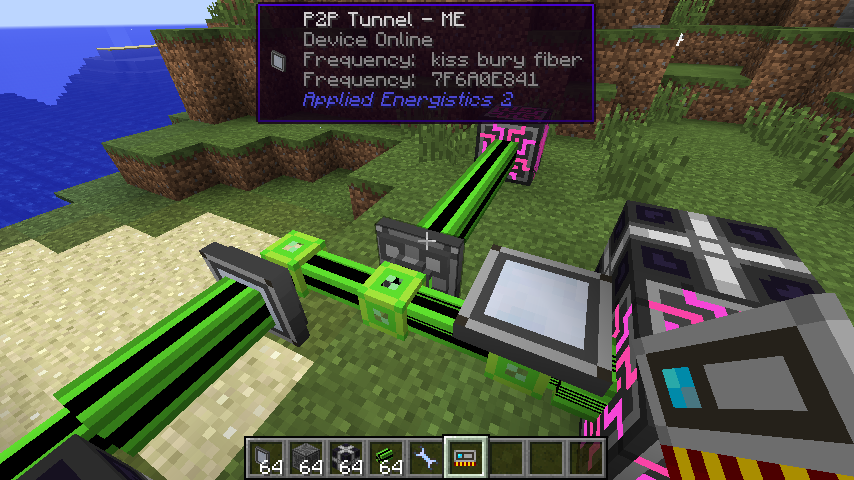 P2P Tunnel - ME
Device Online
Frequency: kiss bury fiber
Frequency: 7F6A0E841
Applied Energistics 2
64 64 64 64